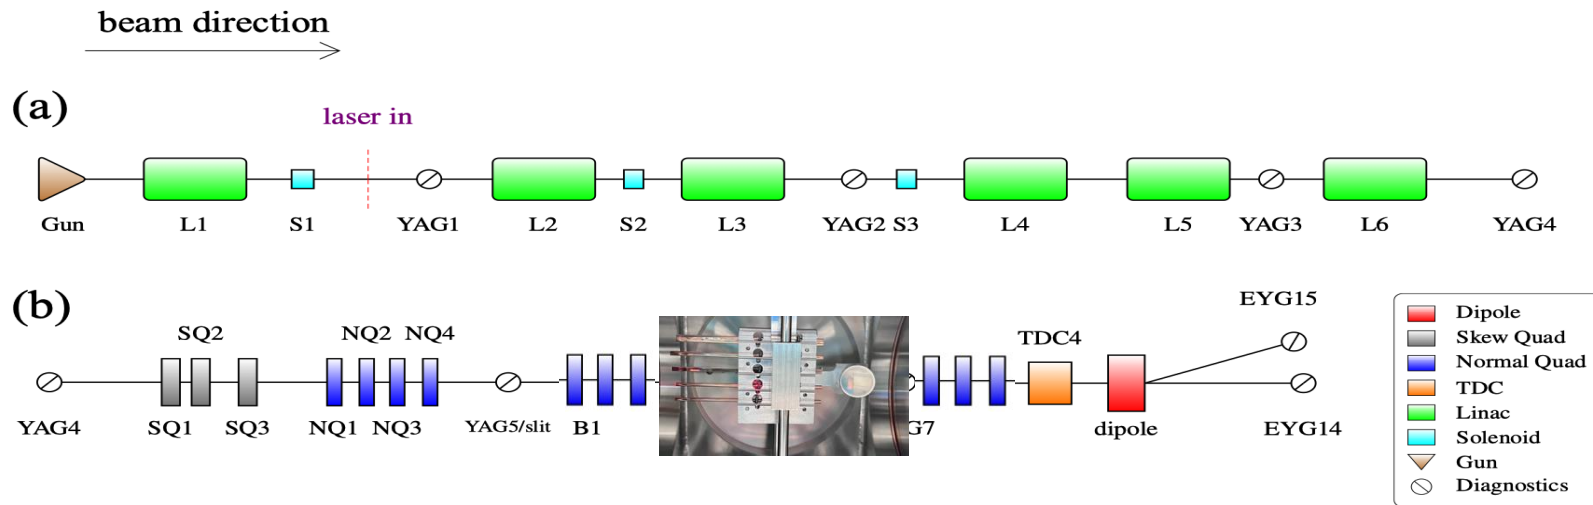 beam direction
(a)
laser in
Gun L1 S1 YAG1 L2 S2 L3 YAG2 S3 L4 L5 YAG3 L6 YAG4
(b)
EYG15
SQ2 NQ2 NQ4 TDC4
YAG4 SQ1 SQ3 NQ1 NQ3 YAG5/slit B1 G7 dipole EYG14
Dipole
Skew Quad
Normal Quad
TDC
Linac
Solenoid
Gun
Diagnostics